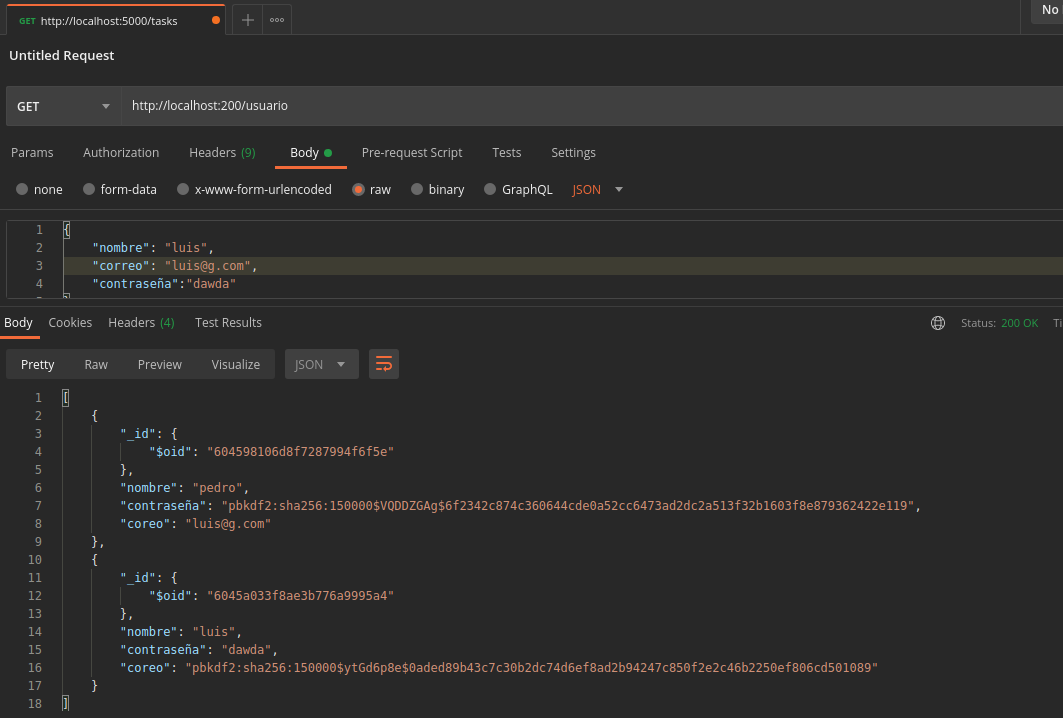 GET http://localhost:5000/tasks
No
Untitled Request
GET http://localhost:200/usuario
Params Authorization Headers (9) Body Pre-request Script Tests Settings
none form-data x-www-form-urlencoded raw binary GraphQL JSON
1 {
2 "nombre": "luis",
3 "correo": "luis@g.com",
4 "contraseña":"dawda"
Body Cookies Headers (4) Test Results Status: 200 OK Ti
Pretty Raw Preview Visualize JSON
1 [
2 {
3 "_id": {
4 "$oid": "604598106d8f7287994f6f5e"
5 },
6 "nombre": "pedro",
7 "contraseña": "pbkdf2:sha256:150000$VQDDZGAg$6f2342c874c360644cde0a52cc6473ad2dc2a513f32b1603f8e879362422e119",
8 "coreo": "luis@g.com"
9 },
10 {
11 "_id": {
12 "$oid": "6045a033f8ae3b776a9995a4"
13 },
14 "nombre": "luis",
15 "contraseña": "dawda",
16 "coreo": "pbkdf2:sha256:150000$ytGd6p8e$0aded89b43c7c30b2dc74d6ef8ad2b94247c850f2e2c46b2250ef806cd501089"
17 }
18 ]